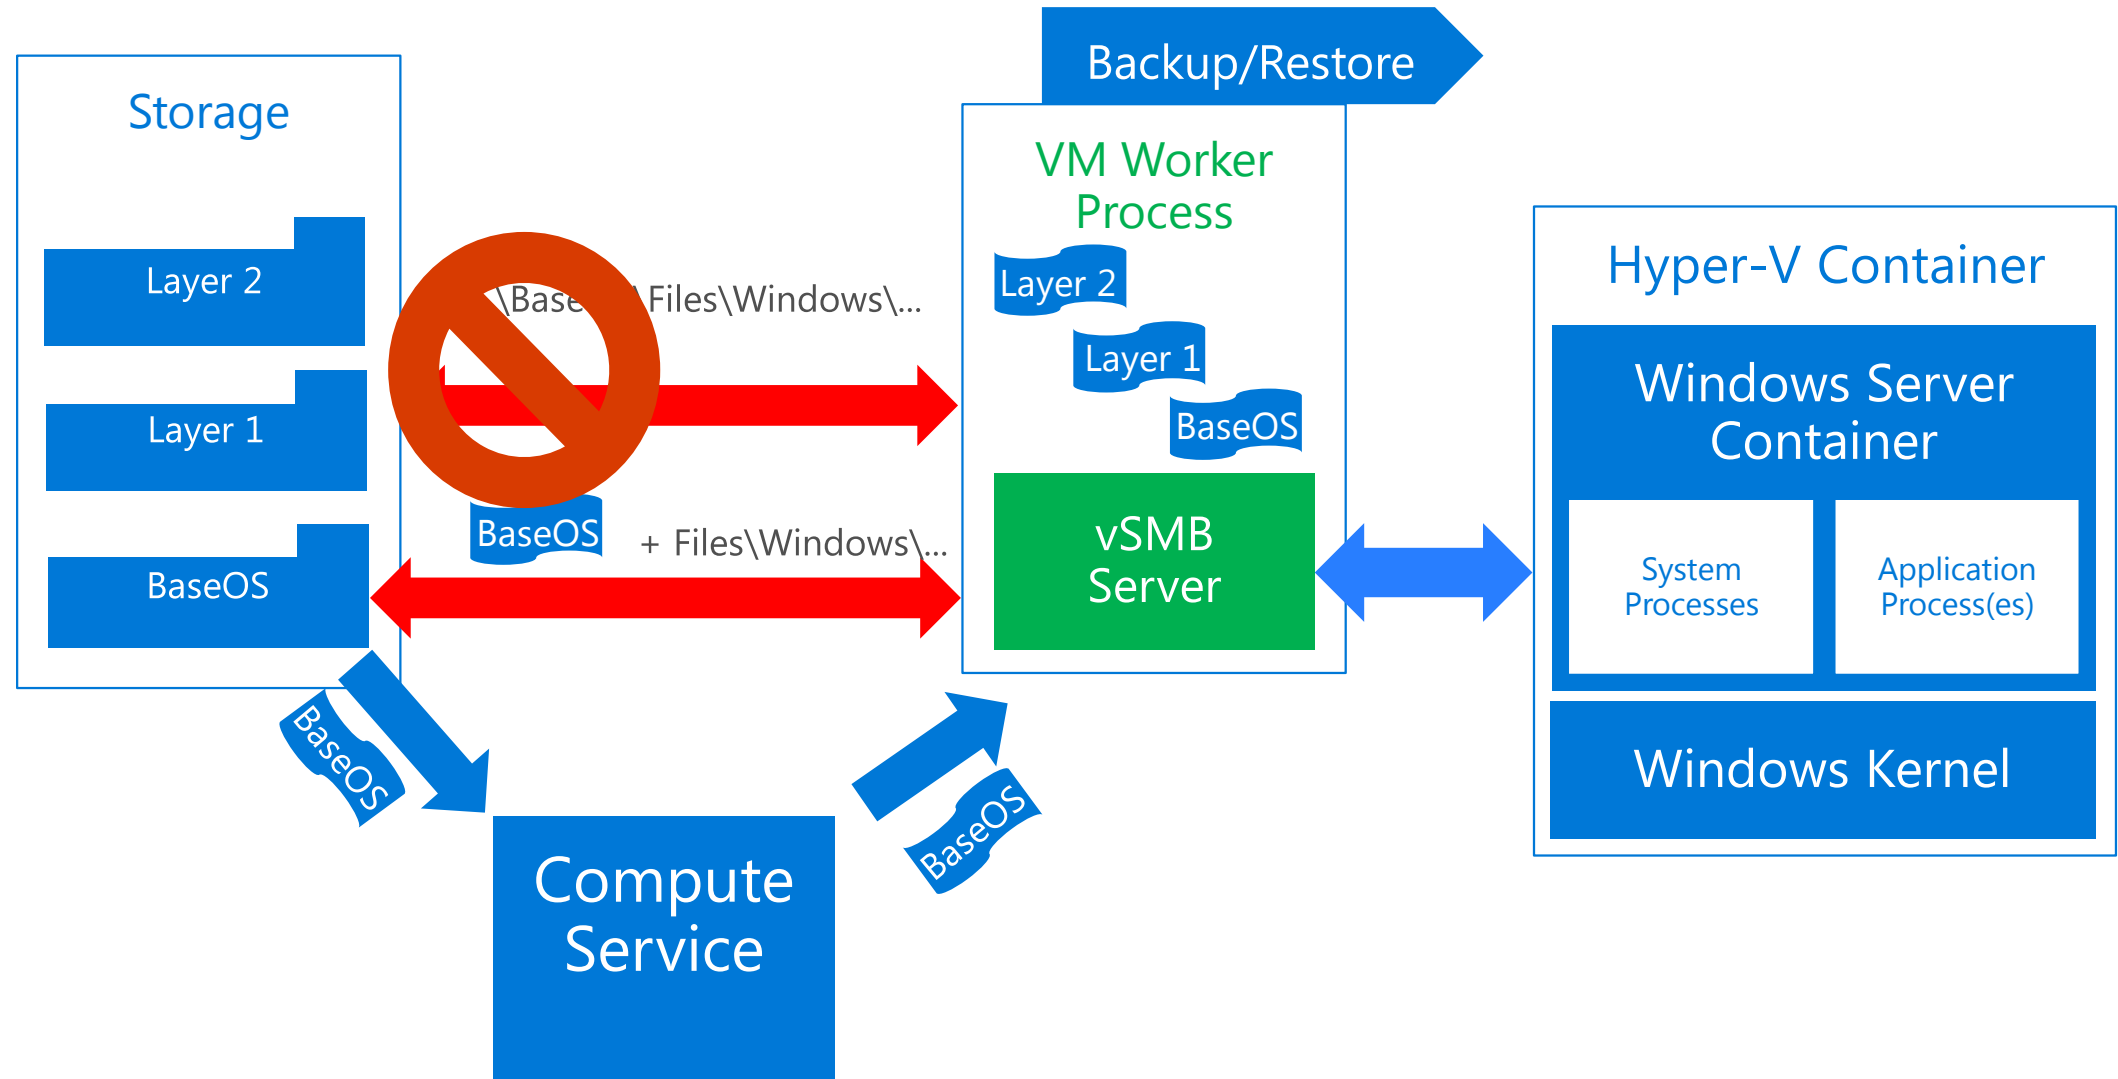 Backup/Restore
Storage
Layer 2
Layer 1
BaseOS
\Base
\Files\Windows\...
BaseOS
+ Files\Windows\...
VM Worker
Process
Layer 2
Layer 1
BaseOS
vSMB
Server
Hyper-V Container
Windows Server
Container
System
Processes
Application
Process(es)
Windows Kernel
BaseOS
BaseOS
Compute
Service